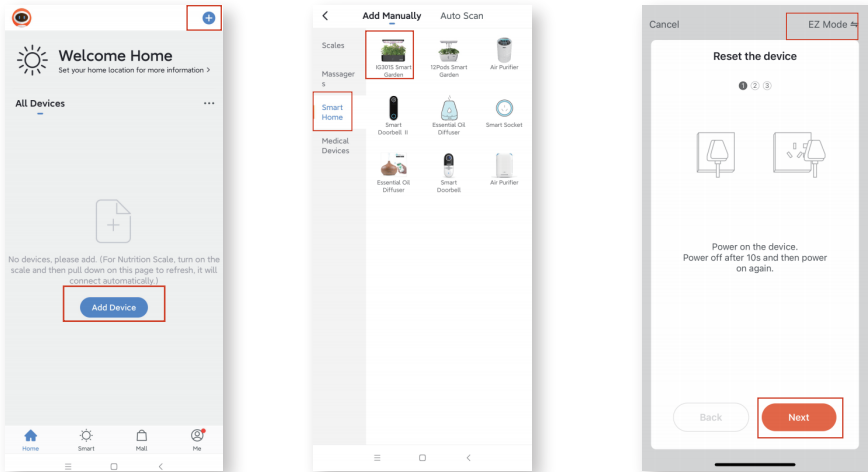 Welcome Home
Set your home location for more information >
All Devices
...
No devices, please add. (For Nutrition Scale, turn on the
scale and then pull down on this page to refresh, it will
connect automatically.)
Add Device
Home
Smart
Mall
Me
Add Manually
Auto Scan
Scales
Massager
s
Smart
Home
Medical
Devices
IG301S Smart
Garden
12Pods Smart
Garden
Air Purifier
Smart
Doorbell II
Essential Oil
Diffuser
Smart Socket
Essential Oil
Diffuser
Smart
Doorbell
Air Purifier
Cancel
EZ Mode
Reset the device
1 2 3
Power on the device.
Power off after 10s and then power
on again.
Back
Next